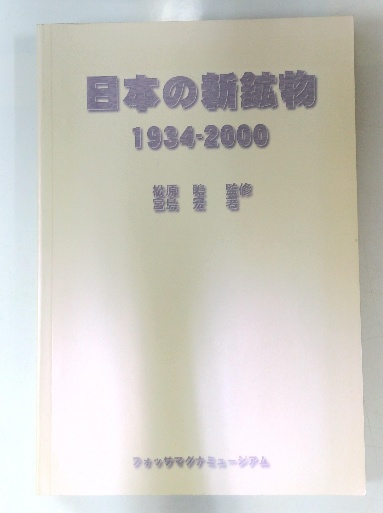 日本の新鉱物
1934-2000
松原 聰 監修
宮島 宏 著
フォッサマグナミュージアム